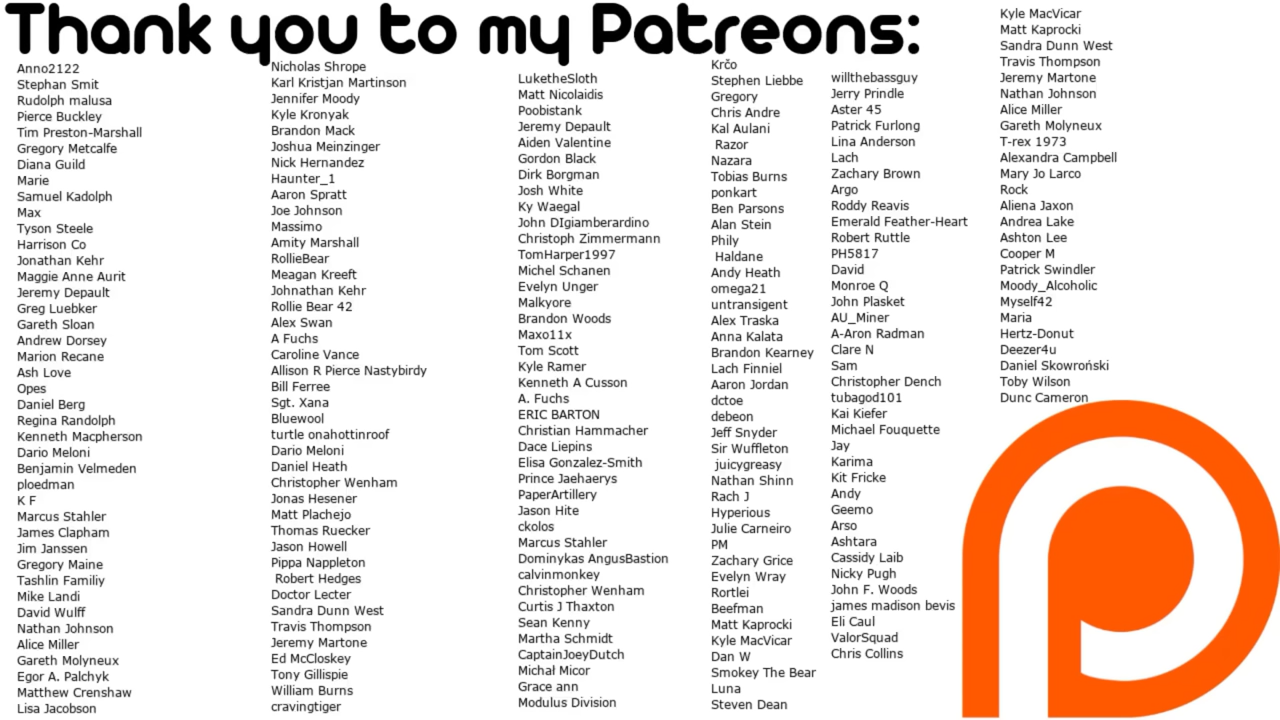 Thank you to my Patreons:
Anno2122
Stephan Smit
Rudolph malusa
Pierce Buckley
Tim Preston-Marshall
Gregory Metcalfe
Diana Guild
Marie
Samuel Kadolph
Max
Tyson Steele
Harrison Co
Jonathan Kehr
Maggie Anne Aurit
Jeremy Depault
Greg Luebker
Gareth Sloan
Andrew Dorsey
Marion Recane
Ash Love
Opes
Daniel Berg
Regina Randolph
Kenneth Macpherson
Dario Meloni
Benjamin Velmeden
ploedman
K F
Marcus Stahler
James Clapham
Jim Janssen
Gregory Maine
Tashlin Familiy
Mike Landi
David Wulff
Nathan Johnson
Alice Miller
Gareth Molyneux
Egor A. Palchyk
Matthew Crenshaw
Lisa Jacobson
Nicholas Shrope
Karl Kristjan Martinson
Jennifer Moody
Kyle Kronyak
Brandon Mack
Joshua Meinzinger
Nick Hernandez
Haunter_1
Aaron Spratt
Joe Johnson
Massimo
Amity Marshall
RollieBear
Meagan Kreeft
Johnathan Kehr
Rollie Bear 42
Alex Swan
A Fuchs
Caroline Vance
Allison R Pierce Nastybirdy
Bill Ferree
Sgt. Xana
Bluewool
turtle onahottinroof
Dario Meloni
Daniel Heath
Christopher Wenham
Jonas Hesener
Matt Plachejo
Thomas Ruecker
Jason Howell
Pippa Nappleton
Robert Hedges
Doctor Lecter
Sandra Dunn West
Travis Thompson
Jeremy Martone
Ed McCloskey
Tony Gillispie
William Burns
cravingtiger
LuketheSloth
Matt Nicolaidis
Poobistank
Jeremy Depault
Aiden Valentine
Gordon Black
Dirk Borgman
Josh White
Ky Waegal
John DIgiamberardino
Christoph Zimmermann
TomHarper1997
Michel Schanen
Evelyn Unger
Malkyore
Brandon Woods
Maxo11x
Tom Scott
Kyle Ramer
Kenneth A Cusson
A. Fuchs
ERIC BARTON
Christian Hammacher
Dace Liepins
Elisa Gonzalez-Smith
Prince Jaehaerys
PaperArtillery
Jason Hite
ckolos
Marcus Stahler
Dominykas AngusBastion
calvinmonkey
Christopher Wenham
Curtis J Thaxton
Sean Kenny
Martha Schmidt
CaptainJoeyDutch
Michał Micor
Grace ann
Modulus Division
Krčo
Stephen Liebbe
Gregory
Chris Andre
Kal Aulani
Razor
Nazara
Tobias Burns
ponkart
Ben Parsons
Alan Stein
Phily
Haldane
Andy Heath
omega21
untransigent
Alex Traska
Anna Kalata
Brandon Kearney
Lach Finniel
Aaron Jordan
dctoe
debeon
Jeff Snyder
Sir Wuffleton
juicygreasy
Nathan Shinn
Rach J
Hyperious
Julie Carneiro
PM
Zachary Grice
Evelyn Wray
Rortlei
Beefman
Matt Kaprocki
Kyle MacVicar
Dan W
Smokey The Bear
Luna
Steven Dean
willthebassguy
Jerry Prindle
Aster 45
Patrick Furlong
Lina Anderson
Lach
Zachary Brown
Argo
Roddy Reavis
Emerald Feather-Heart
Robert Ruttle
PH5817
David
Monroe Q
John Plasket
AU_Miner
A-Aron Radman
Clare N
Sam
Christopher Dench
tubagod101
Kai Kiefer
Michael Fouquette
Jay
Karima
Kit Fricke
Andy
Geemo
Arso
Ashtara
Cassidy Laib
Nicky Pugh
John F. Woods
james madison bevis
Eli Caul
ValorSquad
Chris Collins
Kyle MacVicar
Matt Kaprocki
Sandra Dunn West
Travis Thompson
Jeremy Martone
Nathan Johnson
Alice Miller
Gareth Molyneux
T-rex 1973
Alexandra Campbell
Mary Jo Larco
Rock
Aliena Jaxon
Andrea Lake
Ashton Lee
Cooper M
Patrick Swindler
Moody_Alcoholic
Myself42
Maria
Hertz-Donut
Deezer4u
Daniel Skowroński
Toby Wilson
Dunc Cameron